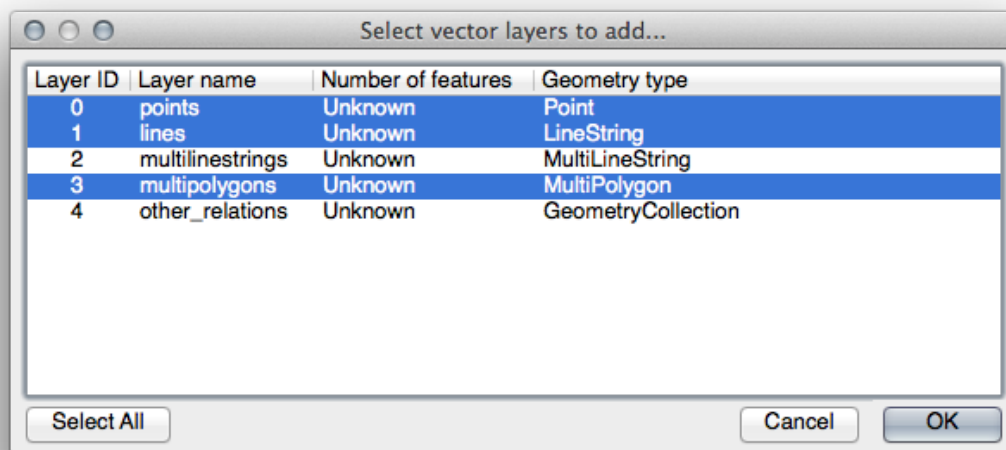 Select vector layers to add...
Layer ID Layer name Number of features Geometry type
0 points Unknown Point
1 lines Unknown LineString
2 multilinestrings Unknown MultiLineString
3 multipolygons Unknown MultiPolygon
4 other_relations Unknown GeometryCollection
Select All Cancel OK